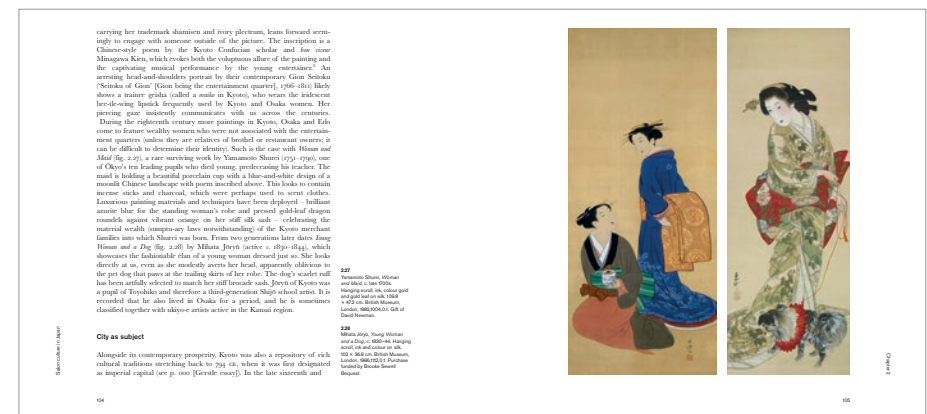 carrying her trademark shamisen and ivory plectrum, leans forward seem-
ingly to engage with someone outside of the picture. The inscription is a
Chinese-style poem by the Kyoto Confucian scholar and bon viveur
Minagawa Kien, which evokes both the voluptuous allure of the painting and
the captivating musical performance by the young entertainer. An
arresting head-and-shoulders portrait by their contemporary Gion Seitoku
('Seitoku of Gion' [Gion being the entertainment quarter], 1766–1811) likely
shows a trainee geisha (called a maiko in Kyoto), who wears the iridescent
bee-tle-wing lipstick frequently used by Kyoto and Osaka women. Her
piercing gaze insistently communicates with us across the centuries.
During the eighteenth century more paintings in Kyoto, Osaka and Edo
come to feature wealthy women who were not associated with the entertain-
ment quarters (unless they are relatives of brothel or restaurant owners; it
can be difficult to determine their identity). Such is the case with Woman and
Maid (fig. 2.27), a rare surviving work by Yamamoto Shurei (1751–1790), one
of Ōkyo's ten leading pupils who died young, predeceasing his teacher. The
maid is holding a beautiful porcelain cup with a blue-and-white design of a
moonlit Chinese landscape with poem inscribed above. This looks to contain
incense sticks and charcoal, which were perhaps used to scent clothes.
Luxurious painting materials and techniques have been deployed – brilliant
azurite blue for the standing woman's robe and pressed gold-leaf dragon
roundels against vibrant orange on her stiff silk sash – celebrating the
material wealth (sumptu-ary laws notwithstanding) of the Kyoto merchant
families into which Shurei was born. From two generations later dates Young
Woman and a Dog (fig. 2.28) by Mihata Jōryū (active c. 1830–1844), which
showcases the fashionable élan of a young woman dressed just so. She looks
directly at us, even as she modestly averts her head, apparently oblivious to
the pet dog that paws at the trailing skirts of her robe. The dog's scarlet ruff
has been artfully selected to match her stiff brocade sash. Jōryū of Kyoto was
a pupil of Toyohiko and therefore a third-generation Shijō school artist. It is
recorded that he also lived in Osaka for a period, and he is sometimes
classified together with ukiyo-e artists active in the Kansai region.
City as subject
Alongside its contemporary prosperity, Kyoto was also a repository of rich
cultural traditions stretching back to 794 CE, when it was first designated
as imperial capital (see p. 000 [Gerstle essay]). In the late sixteenth and
2.27
Yamamoto Shurei, Woman
and Maid, c. late 1700s.
Hanging scroll, ink, colour gold
and gold leaf on silk. 109.8
× 47.2 cm. British Museum,
London, 1982,1004,0.1. Gift of
David Newman.
2.28
Mihata Jōryū, Young Woman
and a Dog, c. 1830–44. Hanging
scroll, ink and colour on silk.
102 × 36.8 cm. British Museum,
London, 1996,1112,0.1. Purchase
funded by Brooke Sewell
Bequest.
Salon culture in Japan
104
Chapter 2
105